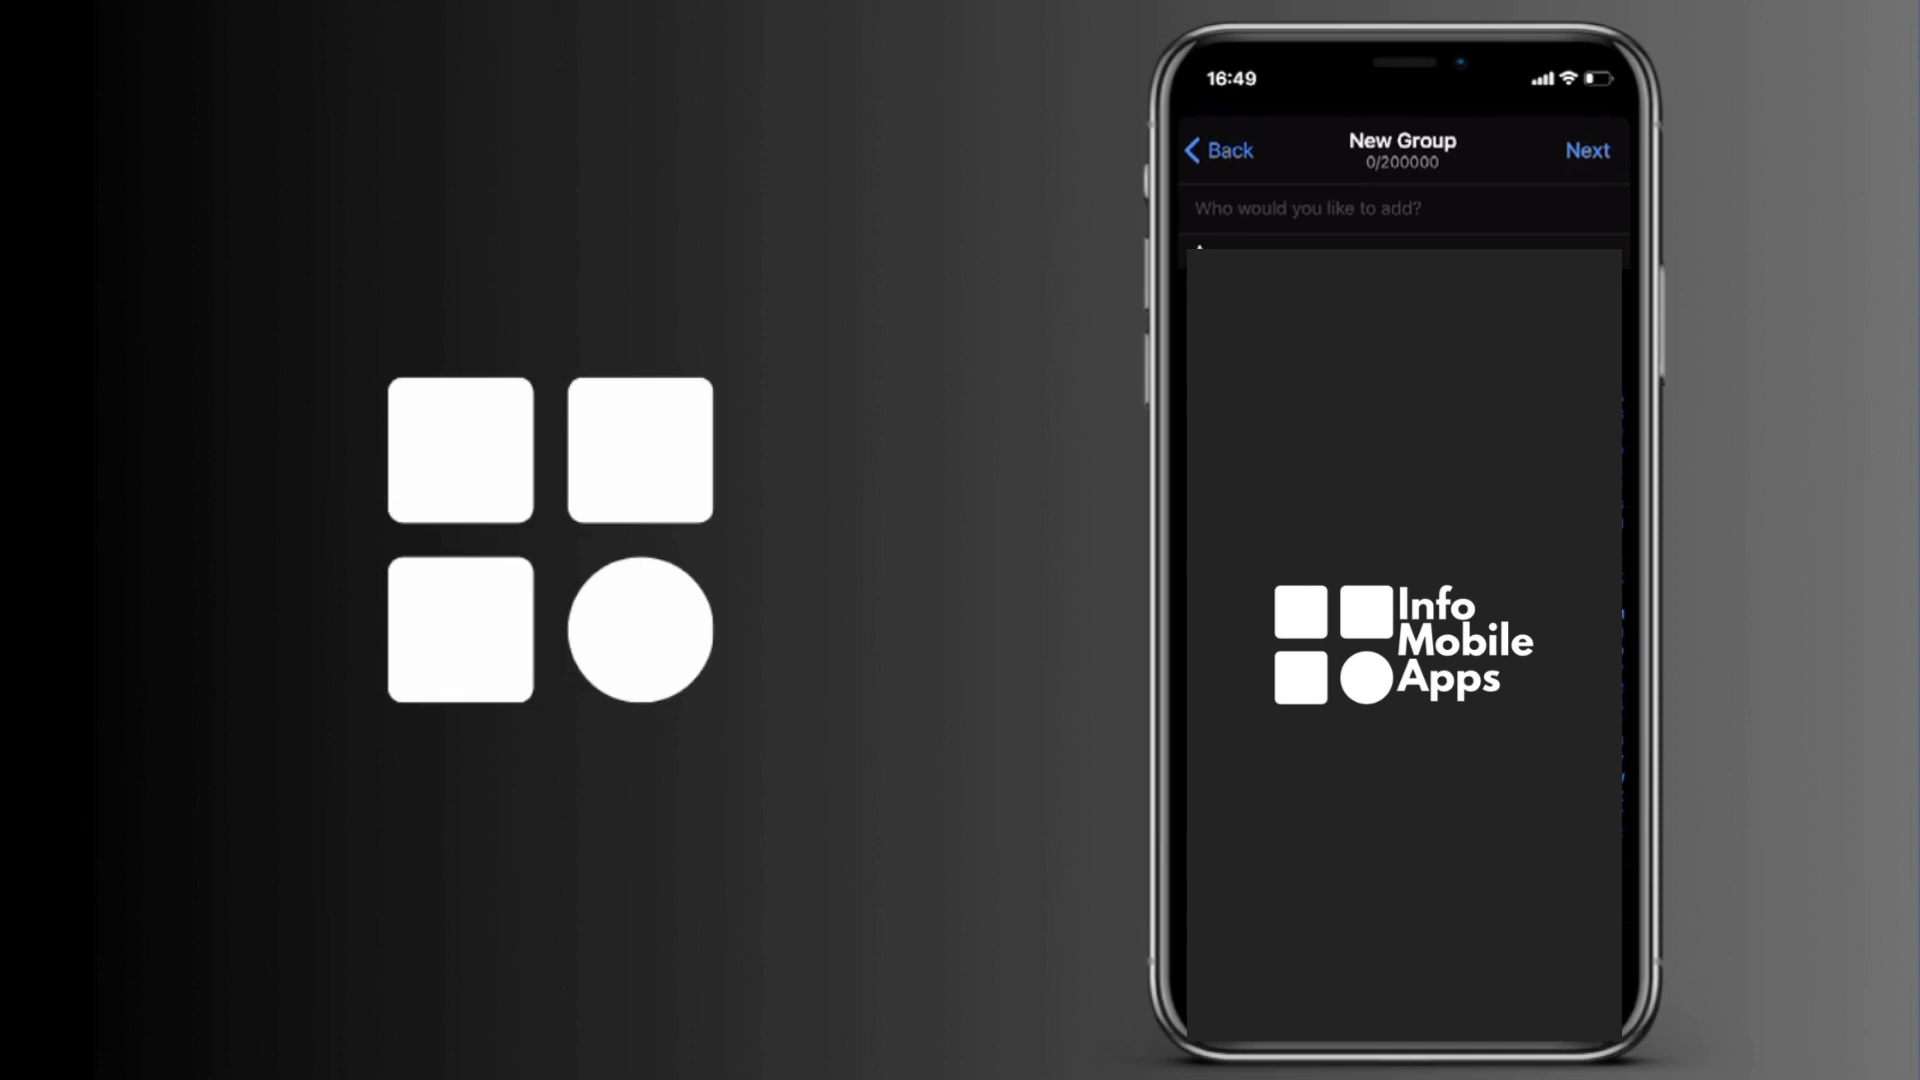 16:49
Back
New Group
Next
0/200000
Who would you like to add?
Info
Mobile
Apps